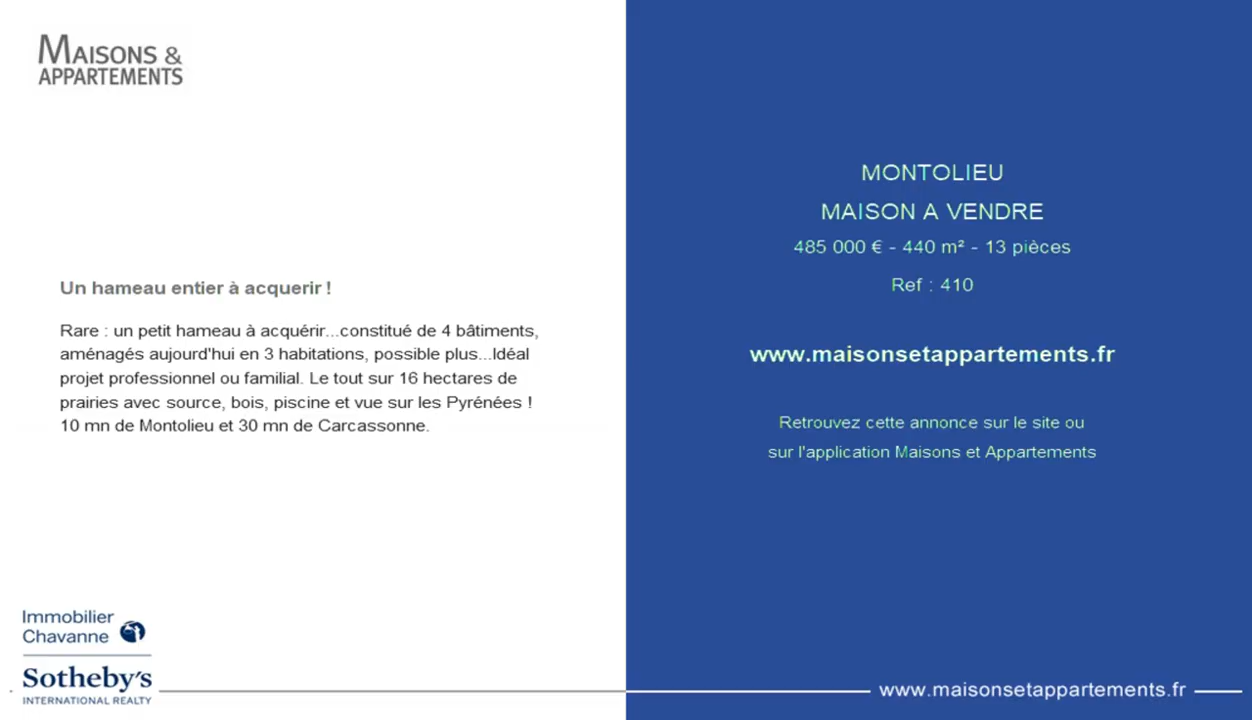 MAISONS &
APPARTEMENTS
Un hameau entier à acquerir !
Rare : un petit hameau à acquérir...constitué de 4 bâtiments,
aménagés aujourd'hui en 3 habitations, possible plus...Idéal
projet professionnel ou familial. Le tout sur 16 hectares de
prairies avec source, bois, piscine et vue sur les Pyrénées !
10 mn de Montolieu et 30 mn de Carcassonne.
Immobilier
Chavanne
Sotheby's
INTERNATIONAL REALTY
MONTOLIEU
MAISON A VENDRE
485 000 € - 440 m² - 13 pièces
Ref : 410
www.maisonsetappartements.fr
Retrouvez cette annonce sur le site ou
sur l'application Maisons et Appartements
www.maisonsetappartements.fr